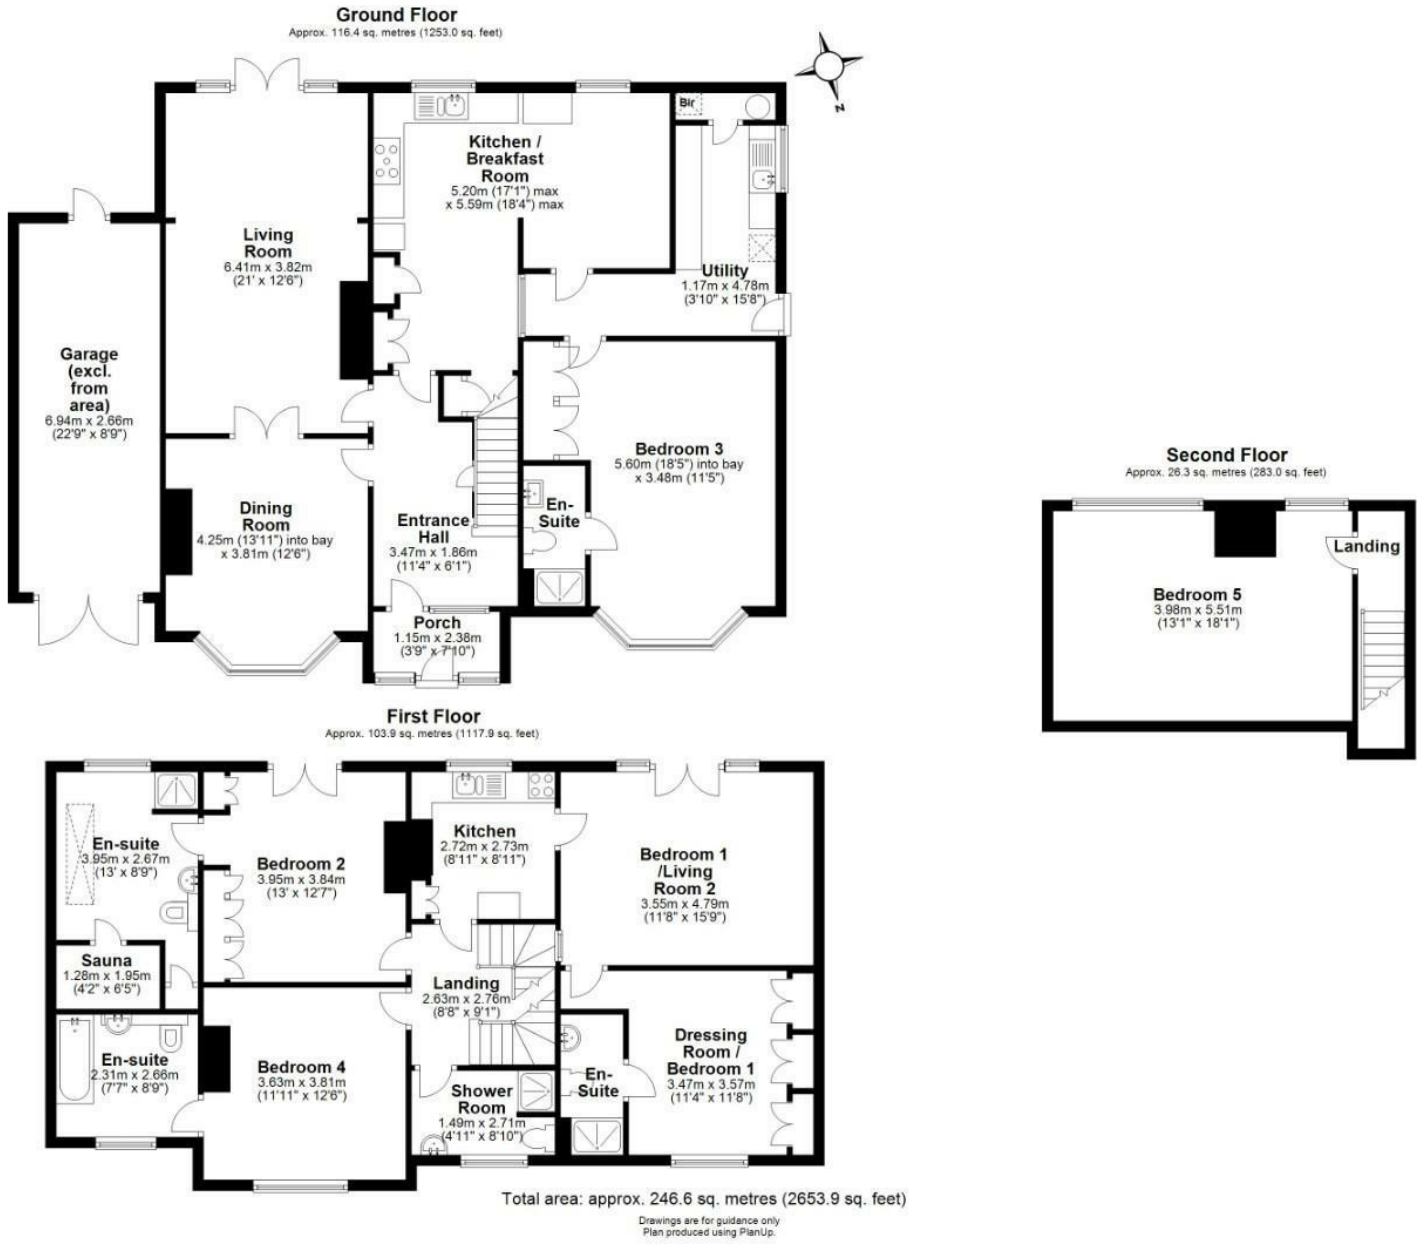 Ground Floor
Approx. 116.4 sq. metres (1253.0 sq. feet)
N
Blr
Kitchen /
Breakfast
Room
5.20m (17'1") max
x 5.59m (18'4") max
Living
Room
6.41m x 3.82m
(21' x 12'6")
Utility
1.17m x 4.78m
(3'10" x 15'8")
Garage
(excl.
from
area)
6.94m x 2.66m
(22'9" x 8'9")
Bedroom 3
5.60m (18'5") into bay
x 3.48m (11'5")
Dining
Room
4.25m (13'11") into bay
x 3.81m (12'6")
En-
Suite
Entrance
Hall
3.47m x 1.86m
(11'4" x 6'1")
Porch
1.15m x 2.38m
(3'9" x 7'10")
Second Floor
Approx. 26.3 sq. metres (283.0 sq. feet)
Landing
Bedroom 5
3.98m x 5.51m
(13'1" x 18'1")
First Floor
Approx. 103.9 sq. metres (1117.9 sq. feet)
En-suite
3.95m x 2.67m
(13' x 8'9")
Bedroom 2
3.95m x 3.84m
(13' x 12'7")
Kitchen
2.72m x 2.73m
(8'11" x 8'11")
Bedroom 1
/Living
Room 2
3.55m x 4.79m
(11'8" x 15'9")
Sauna
1.28m x 1.95m
(4'2" x 6'5")
Landing
2.63m x 2.76m
(8'8" x 9'1")
En-suite
2.31m x 2.66m
(7'7" x 8'9")
Bedroom 4
3.63m x 3.81m
(11'11" x 12'6")
Shower
Room
1.49m x 2.71m
(4'11" x 8'10")
En-
Suite
Dressing
Room /
Bedroom 1
3.47m x 3.57m
(11'4" x 11'8")
Total area: approx. 246.6 sq. metres (2653.9 sq. feet)
Drawings are for guidance only
Plan produced using PlanUp.